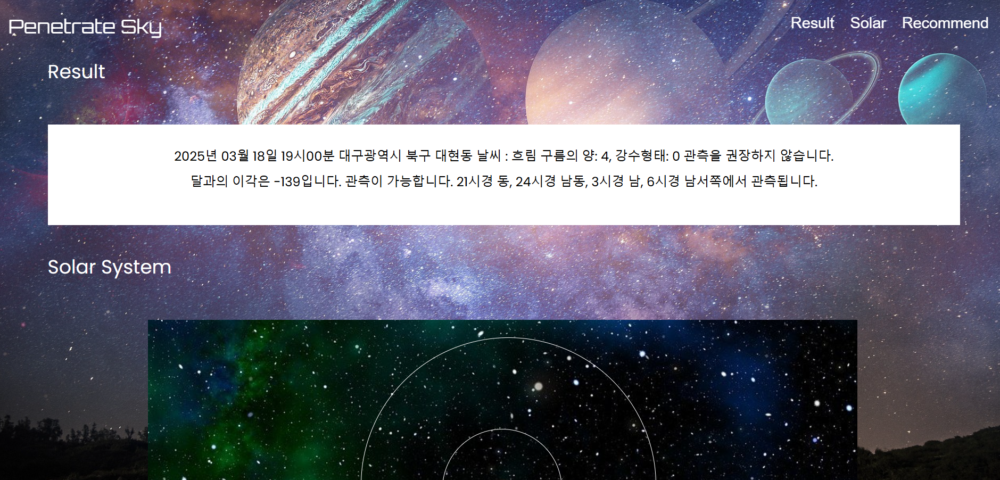 Penetrate Sky
Result Solar Recommend
Result
2025년 03월 18일 19시00분 대구광역시 북구 대현동 날씨 : 흐림 구름의 양: 4, 강수형태: 0 관측을 권장하지 않습니다.
달과의 이각은 -139입니다. 관측이 가능합니다. 21시경 동, 24시경 남동, 3시경 남, 6시경 남서쪽에서 관측됩니다.
Solar System